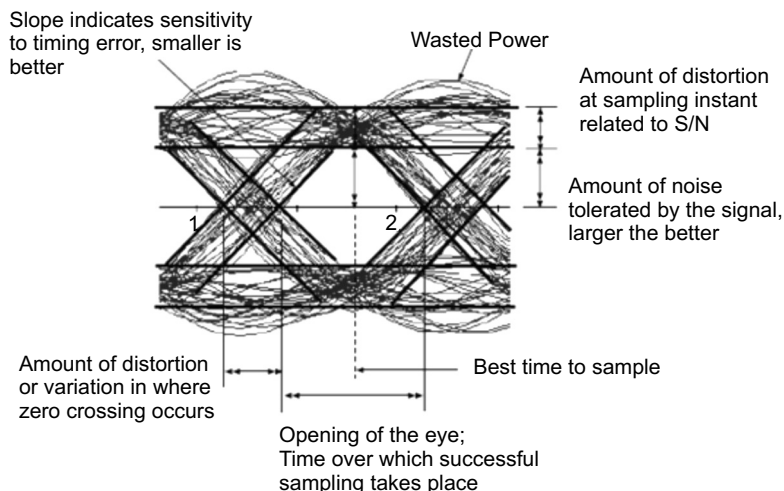 Slope indicates sensitivity
to timing error, smaller is
better
Wasted Power
Amount of distortion
at sampling instant
related to S/N
Amount of noise
tolerated by the signal,
larger the better
1
2
Amount of distortion
or variation in where
zero crossing occurs
Best time to sample
Opening of the eye;
Time over which successful
sampling takes place